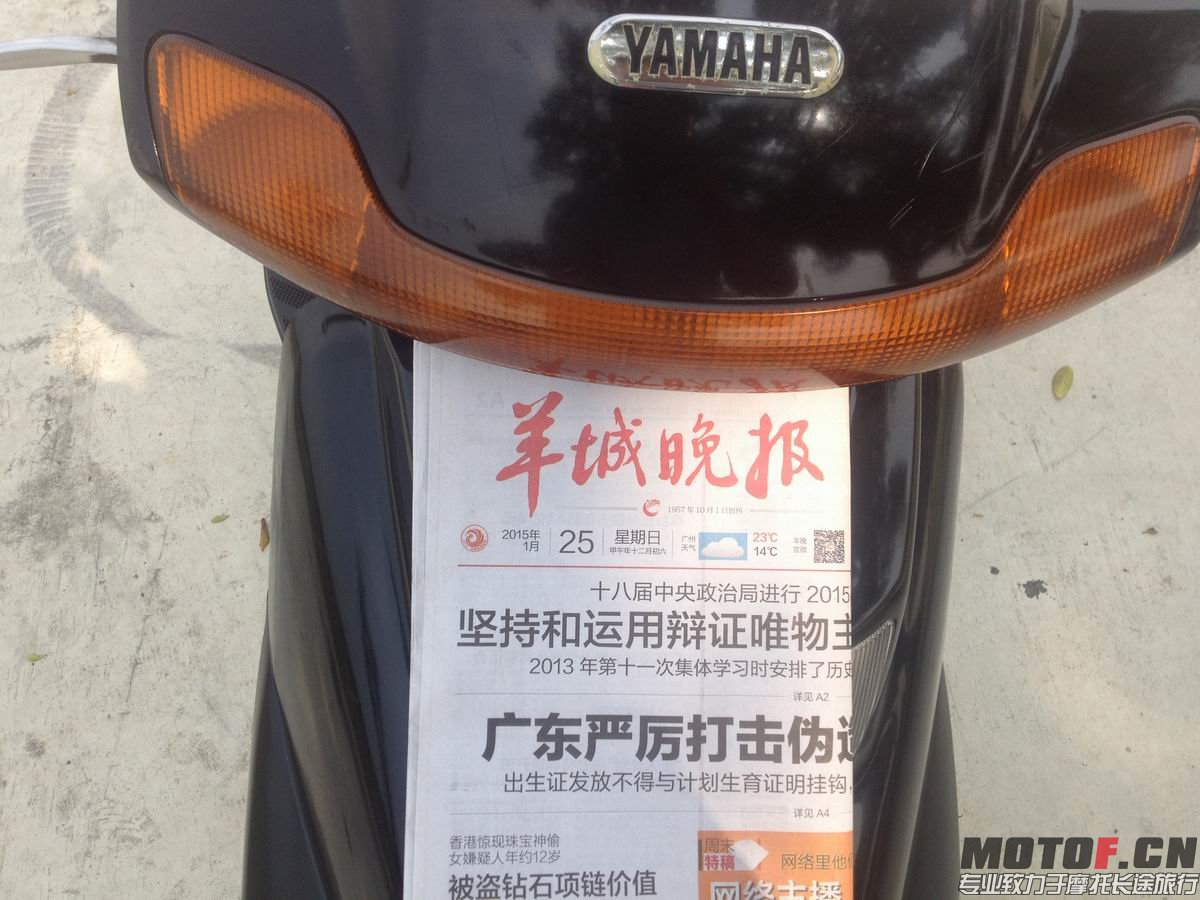 YAMAHA
羊城晚报
1957年10月1日创刊
2015年
1月
25
星期日
甲午年十二月初六
广州
天气
23℃
14℃
羊晚
官微
十八届中央政治局进行 2015
坚持和运用辩证唯物主
2013 年第十一次集体学习时安排了历史
详见 A2
广东严厉打击伪造
出生证发放不得与计划生育证明挂钩
详见 A4
香港惊现珠宝神偷
女嫌疑人年约12岁
被盗钻石项链价值
周末
特稿
网络里他们
网络主播
MOTOF.CN
专业致力于摩托长途旅行